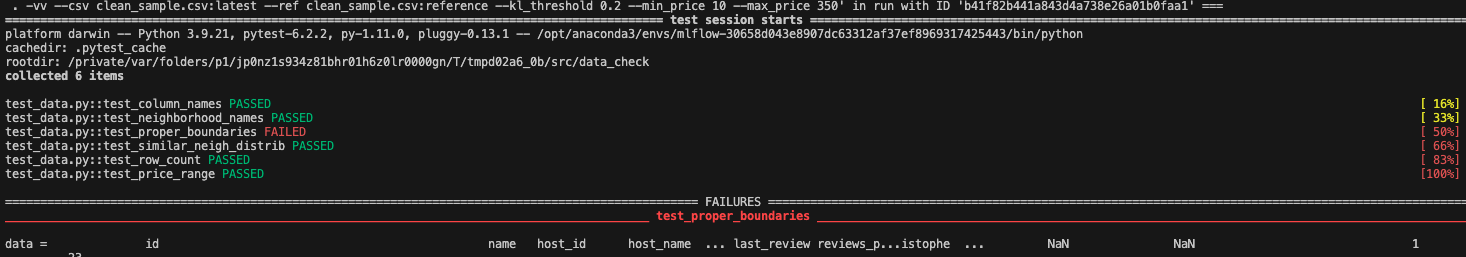 . -vv --csv clean_sample.csv:latest --ref clean_sample.csv:reference --kl_threshold 0.2 --min_price 10 --max_price 350' in run with ID 'b41f82b441a843d4a738e26a01b0faa1' ===
test session starts
platform darwin -- Python 3.9.21, pytest-6.2.2, py-1.11.0, pluggy-0.13.1 -- /opt/anaconda3/envs/mlflow-30658d043e8907dc63312af37ef8969317425443/bin/python
cachedir: .pytest_cache
rootdir: /private/var/folders/p1/jp0nz1s934z81bhr01h6z0lr0000gn/T/tmpd02a6_0b/src/data_check
collected 6 items
test_data.py::test_column_names PASSED [ 16%]
test_data.py::test_neighborhood_names PASSED [ 33%]
test_data.py::test_proper_boundaries FAILED [ 50%]
test_data.py::test_similar_neigh_distrib PASSED [ 66%]
test_data.py::test_row_count PASSED [ 83%]
test_data.py::test_price_range PASSED [100%]
FAILURES
test_proper_boundaries
data = id name host_id host_name ... last_review reviews_p...istophe ... NaN NaN 1